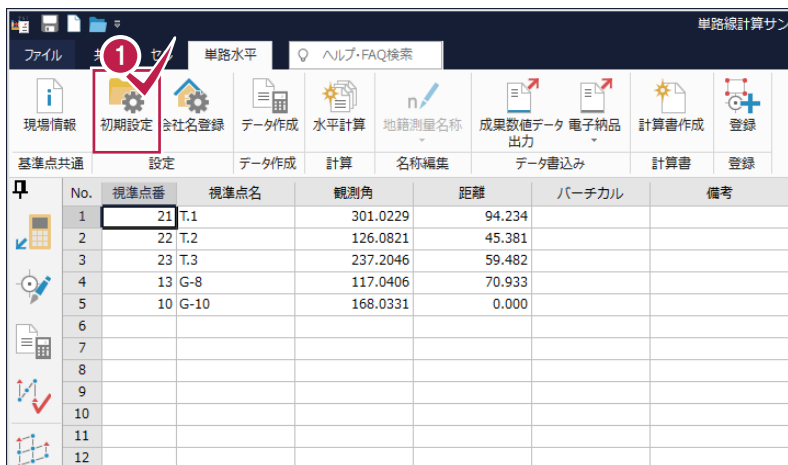 単路線計算サン
ファイル セル 単路水平 ヘルプ・FAQ検索
1
現場情報 初期設定 会社名登録 データ作成 水平計算 地籍測量名称 成果数値データ出力 電子納品 計算書作成 登録
基準点共通 設定 データ作成 計算 名称編集 データ書込み 計算書 登録
No. 視準点番 視準点名 観測角 距離 バーチカル 備考
1 21 T.1 301.0229 94.234
2 22 T.2 126.0821 45.381
3 23 T.3 237.2046 59.482
4 13 G-8 117.0406 70.933
5 10 G-10 168.0331 0.000
6
7
8
9
10
11
12